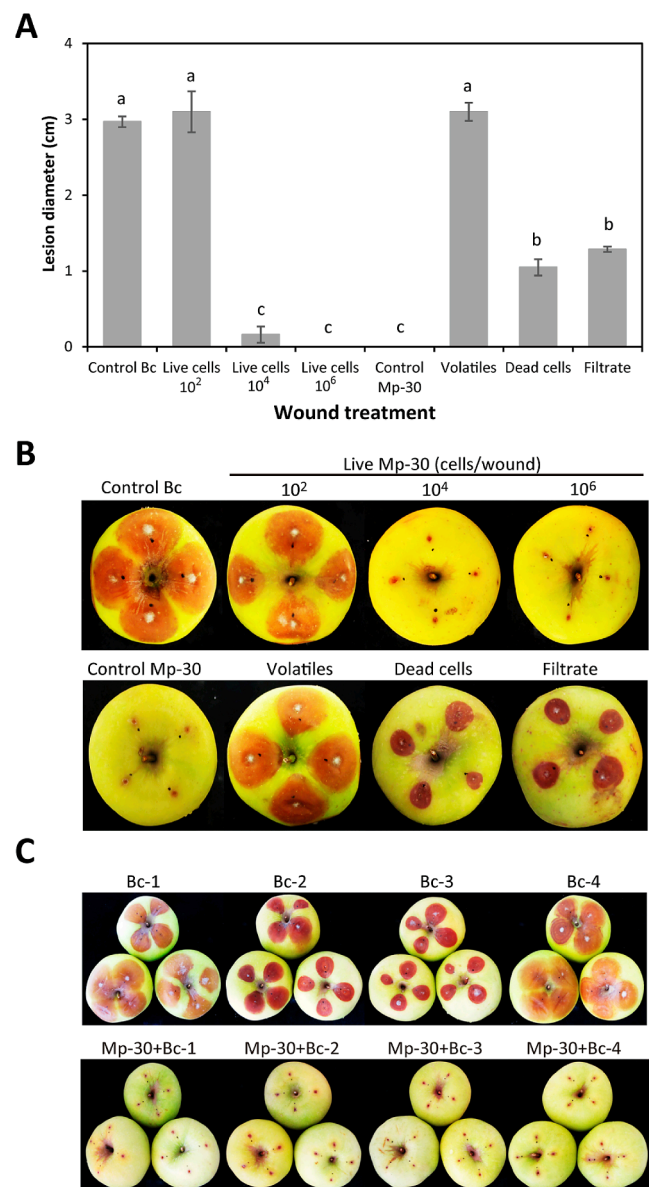 A
4
3
2
1
0
Lesion diameter (cm)
a
a
c
c
c
a
b
b
Control Bc
Live cells
10²
Live cells
10⁴
Live cells
10⁶
Control
Mp-30
Volatiles
Dead cells
Filtrate
Wound treatment
B
Live Mp-30 (cells/wound)
Control Bc
10²
10⁴
10⁶
Control Mp-30
Volatiles
Dead cells
Filtrate
C
Bc-1
Bc-2
Bc-3
Bc-4
Mp-30+Bc-1
Mp-30+Bc-2
Mp-30+Bc-3
Mp-30+Bc-4